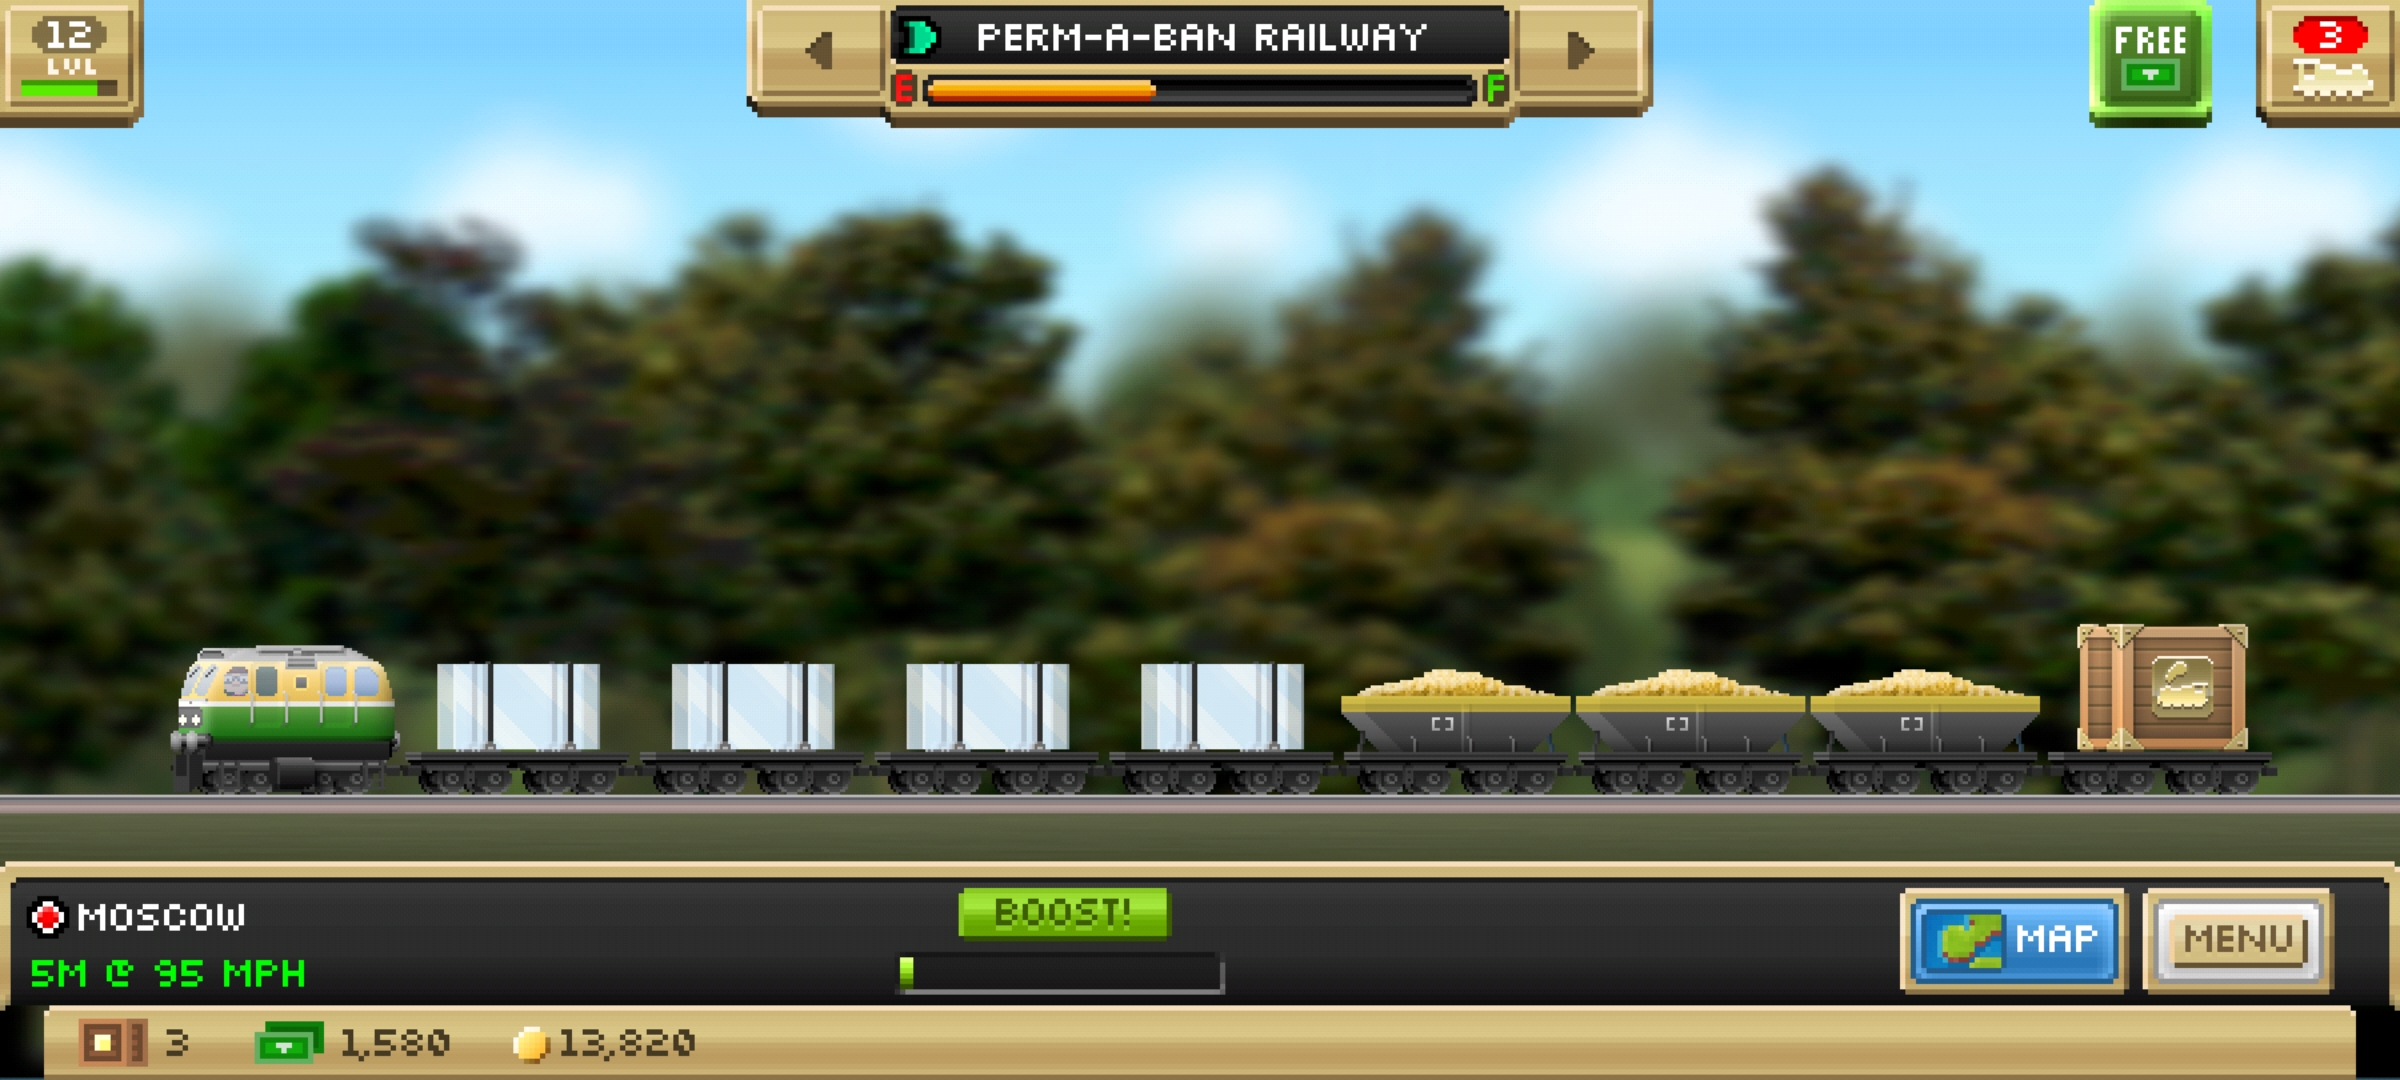 12
LVL
PERM-A-BAN RAILWAY
E F
FREE
3
MOSCOW
5M @ 95 MPH
BOOST!
MAP
MENU
3 1,580 13,820